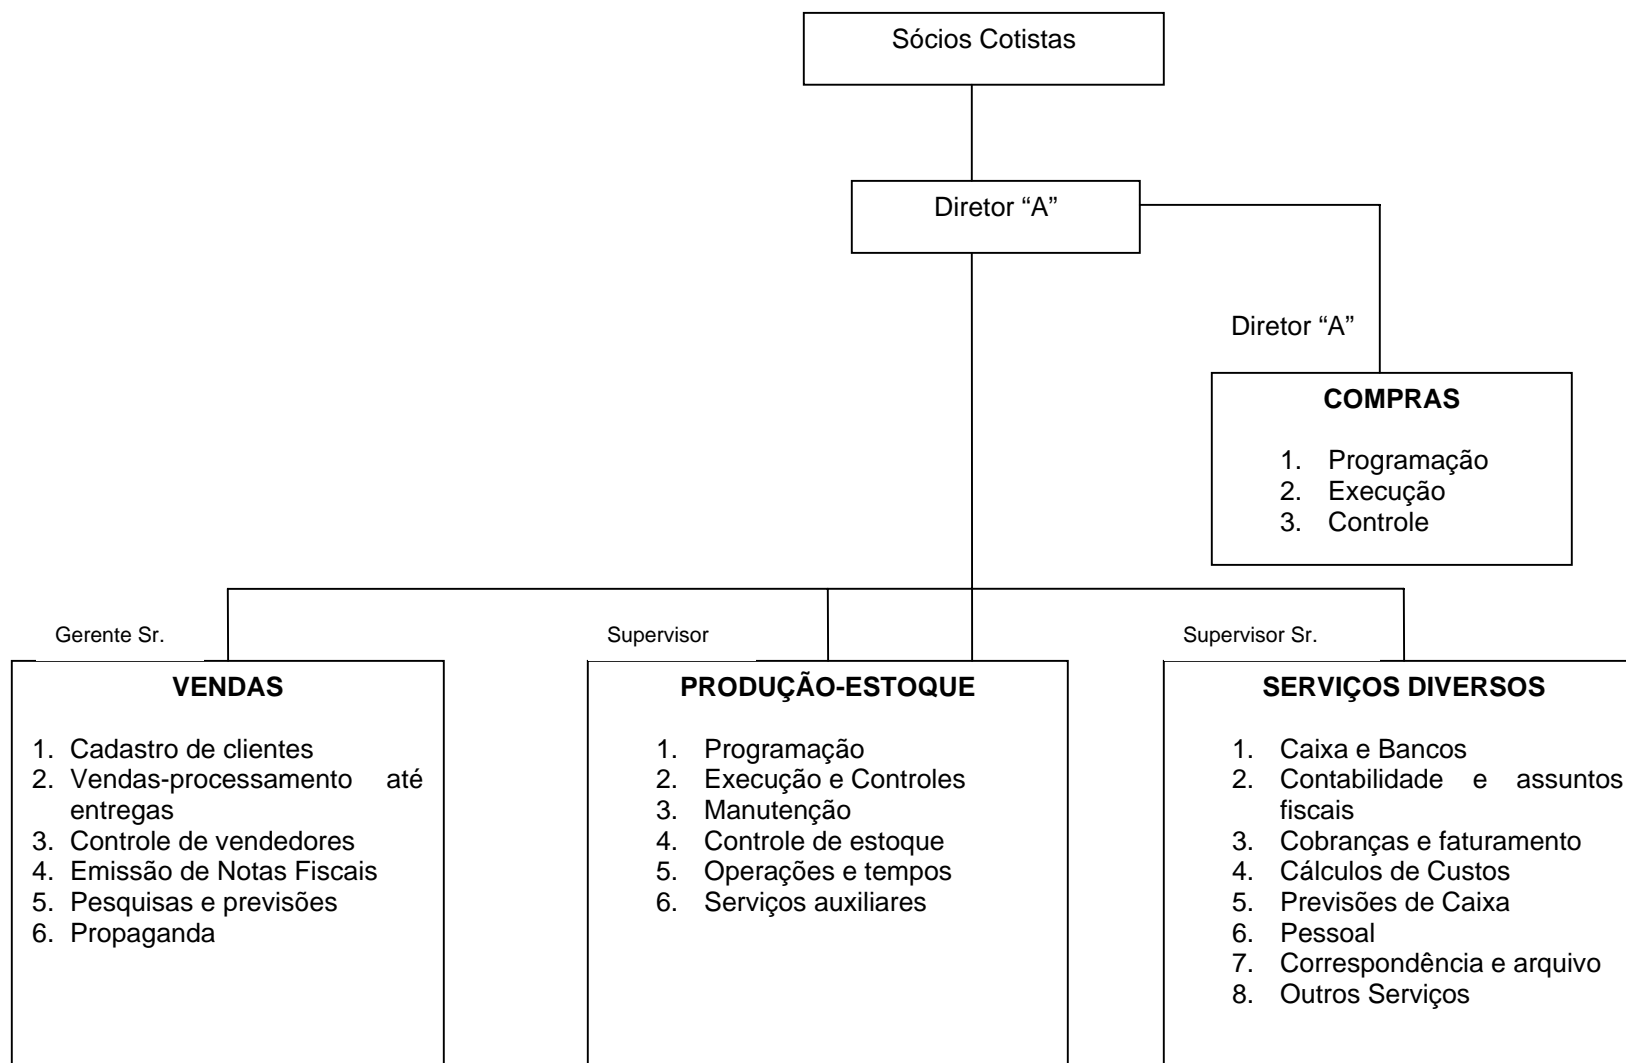 Sócios Cotistas
Diretor “A”
Diretor “A”
COMPRAS
1. Programação
2. Execução
3. Controle
Gerente Sr.
VENDAS
1. Cadastro de clientes
2. Vendas-processamento até
entregas
3. Controle de vendedores
4. Emissão de Notas Fiscais
5. Pesquisas e previsões
6. Propaganda
Supervisor
PRODUÇÃO-ESTOQUE
1. Programação
2. Execução e Controles
3. Manutenção
4. Controle de estoque
5. Operações e tempos
6. Serviços auxiliares
Supervisor Sr.
SERVIÇOS DIVERSOS
1. Caixa e Bancos
2. Contabilidade e assuntos
fiscais
3. Cobranças e faturamento
4. Cálculos de Custos
5. Previsões de Caixa
6. Pessoal
7. Correspondência e arquivo
8. Outros Serviços